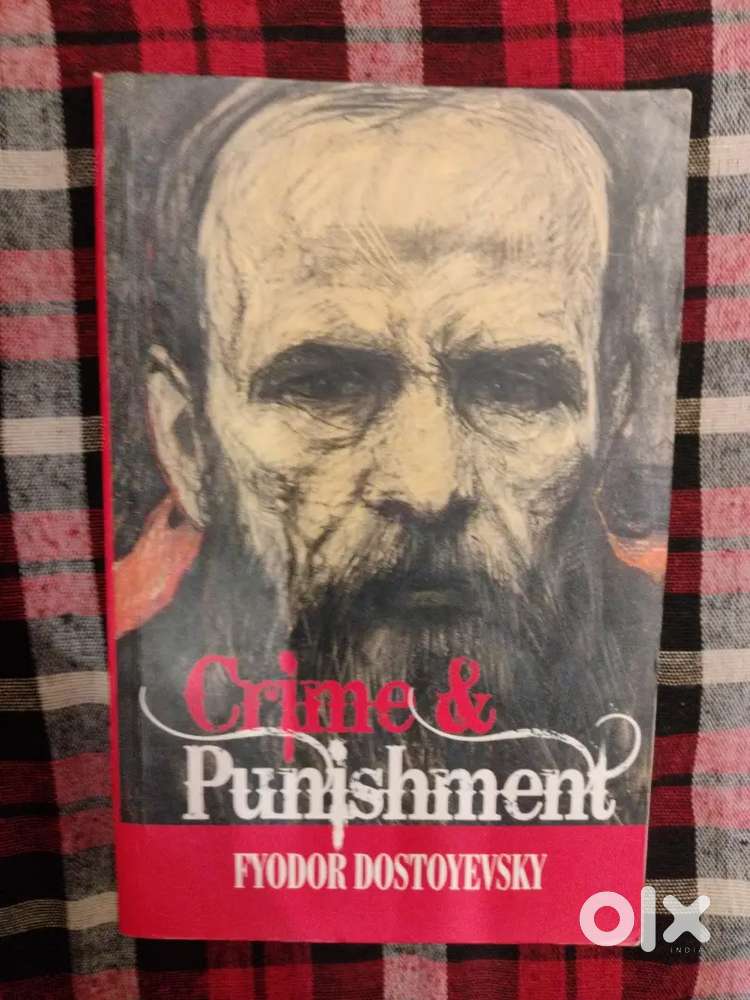 Crime &
Punishment
FYODOR DOSTOYEVSKY
olx
INDIA